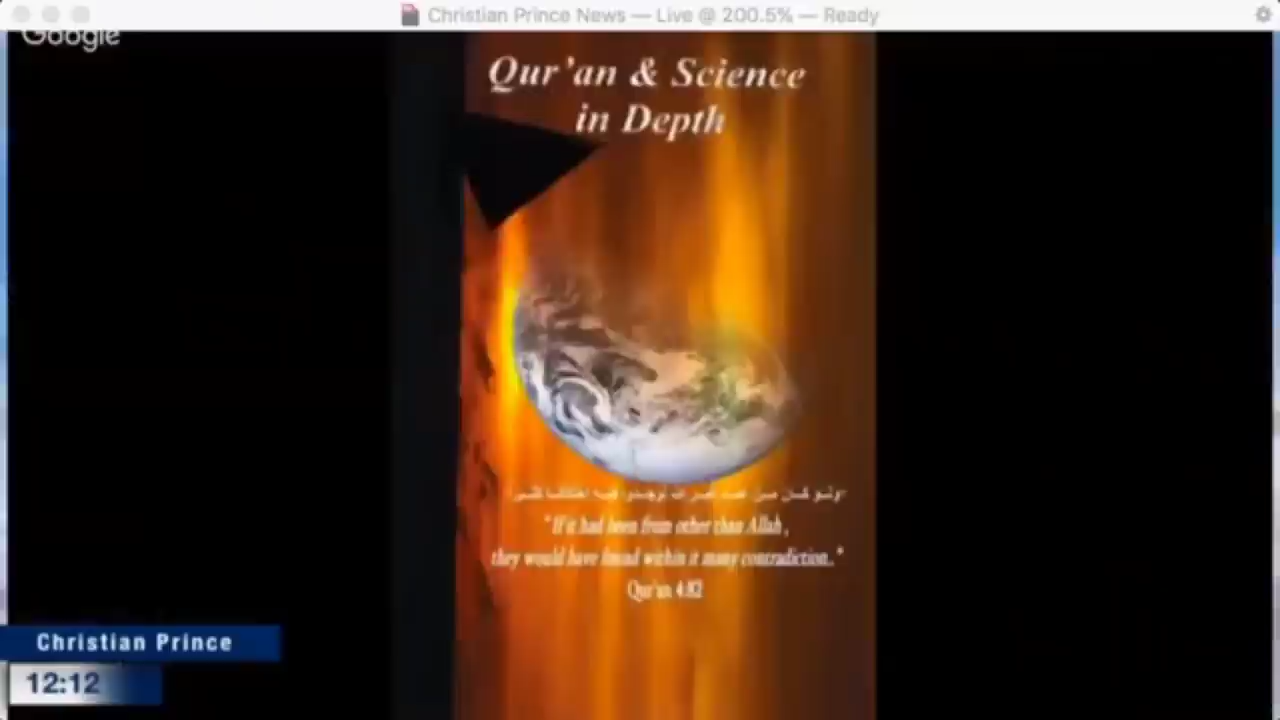 Christian Prince News — Live @ 200.5% — Ready
Google
Qur'an & Science
in Depth
"If it had been from other than Allah ,
they would have found within it many contradiction.."
Qur'an 4:82
Christian Prince
12:12